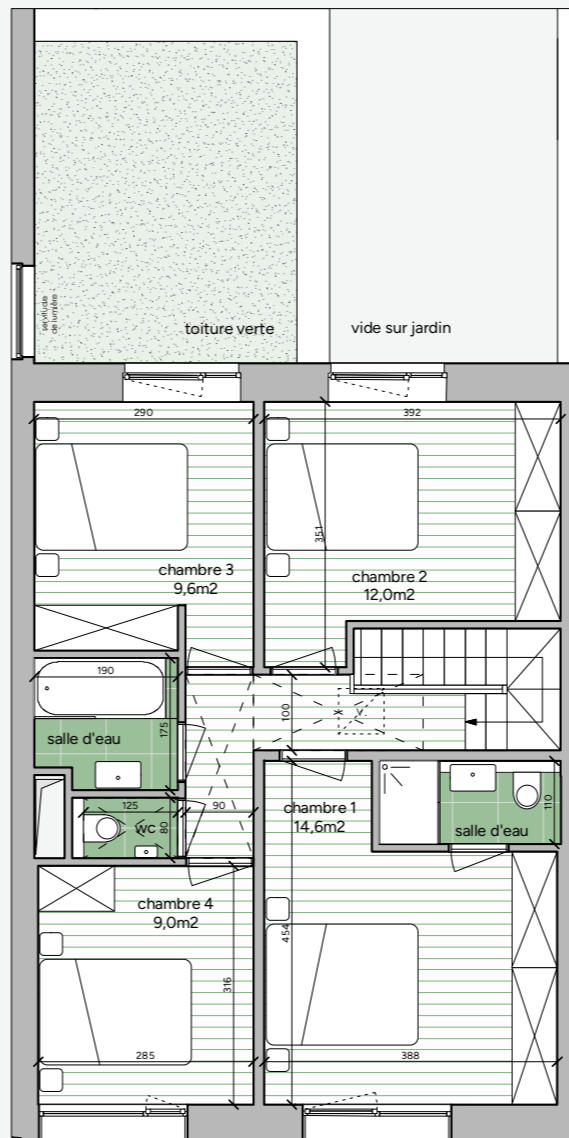 servitude
de lumière
toiture verte
vide sur jardin
290
392
351
chambre 3
9,6m2
chambre 2
12,0m2
190
175
100
salle d'eau
125
90
WC
80
chambre 1
14,6m2
110
salle d'eau
chambre 4
9,0m2
454
316
285
388